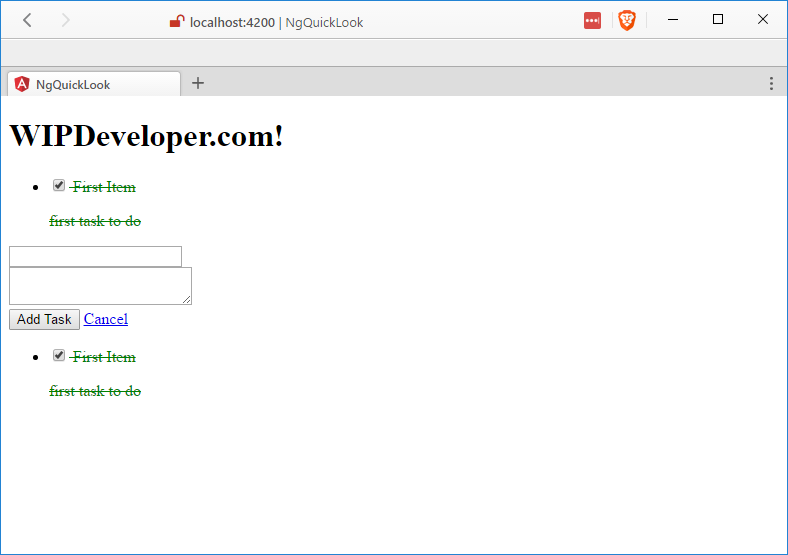 localhost:4200 | NgQuickLook
NgQuickLook
WIPDeveloper.com!
First Item
first task to do
Add Task Cancel
First Item
first task to do